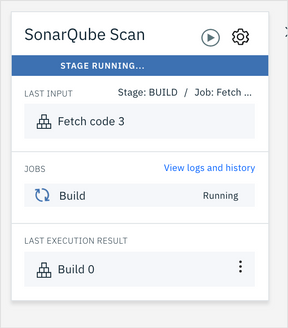 SonarQube Scan
STAGE RUNNING...
LAST INPUT Stage: BUILD / Job: Fetch ...
Fetch code 3
JOBS View logs and history
Build Running
LAST EXECUTION RESULT
Build 0